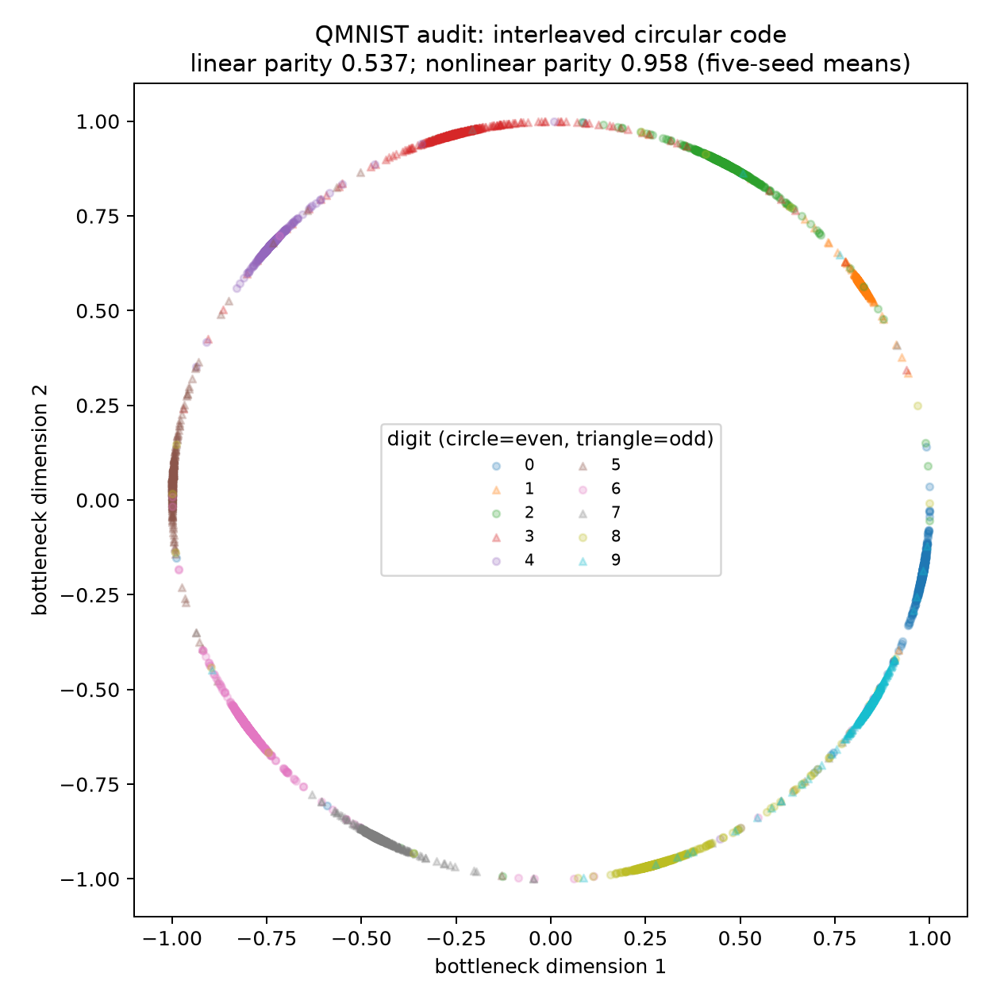 QMNIST audit: interleaved circular code
linear parity 0.537; nonlinear parity 0.958 (five-seed means)
1.00
0.75
0.50
0.25
0.00
−0.25
−0.50
−0.75
−1.00
bottleneck dimension 2
digit (circle=even, triangle=odd)
0 5
1 6
2 7
3 8
4 9
−1.00 −0.75 −0.50 −0.25 0.00 0.25 0.50 0.75 1.00
bottleneck dimension 1